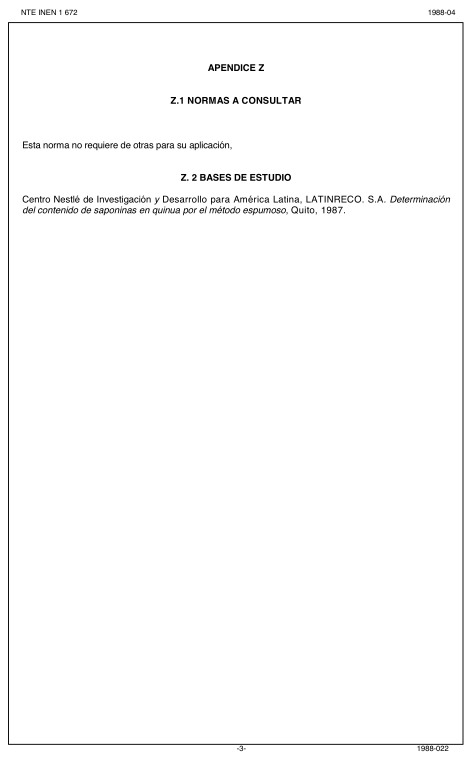 NTE INEN 1 672 1988-04
APENDICE Z
Z.1 NORMAS A CONSULTAR
Esta norma no requiere de otras para su aplicación,
Z. 2 BASES DE ESTUDIO
Centro Nestlé de Investigación y Desarrollo para América Latina, LATINRECO. S.A. Determinación
del contenido de saponinas en quinua por el método espumoso, Quito, 1987.
-3- 1988-022